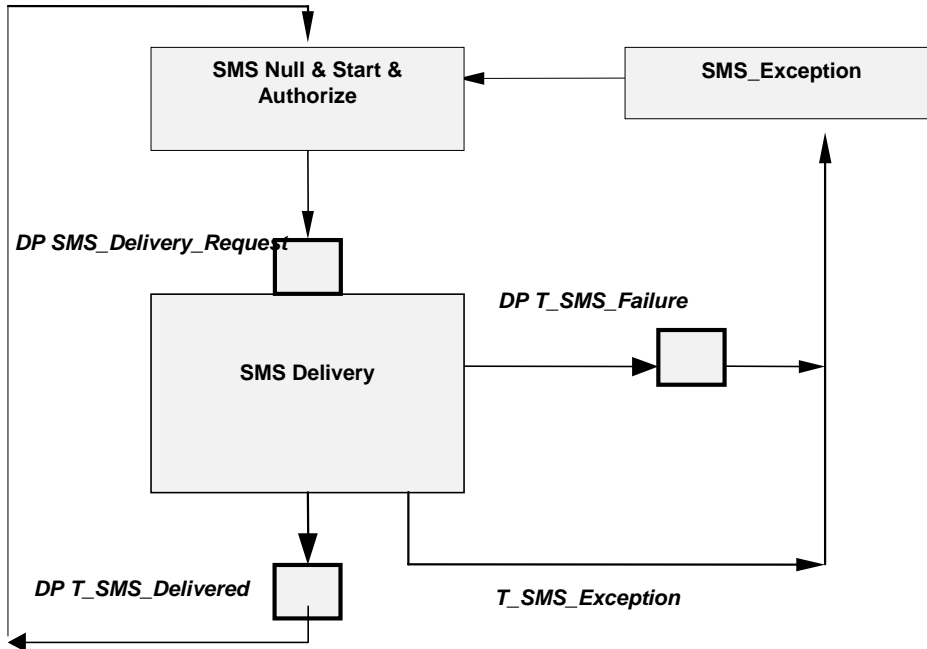 SMS Null & Start &
Authorize
SMS_Exception
DP SMS_Delivery_Request
DP T_SMS_Failure
SMS Delivery
DP T_SMS_Delivered
T_SMS_Exception